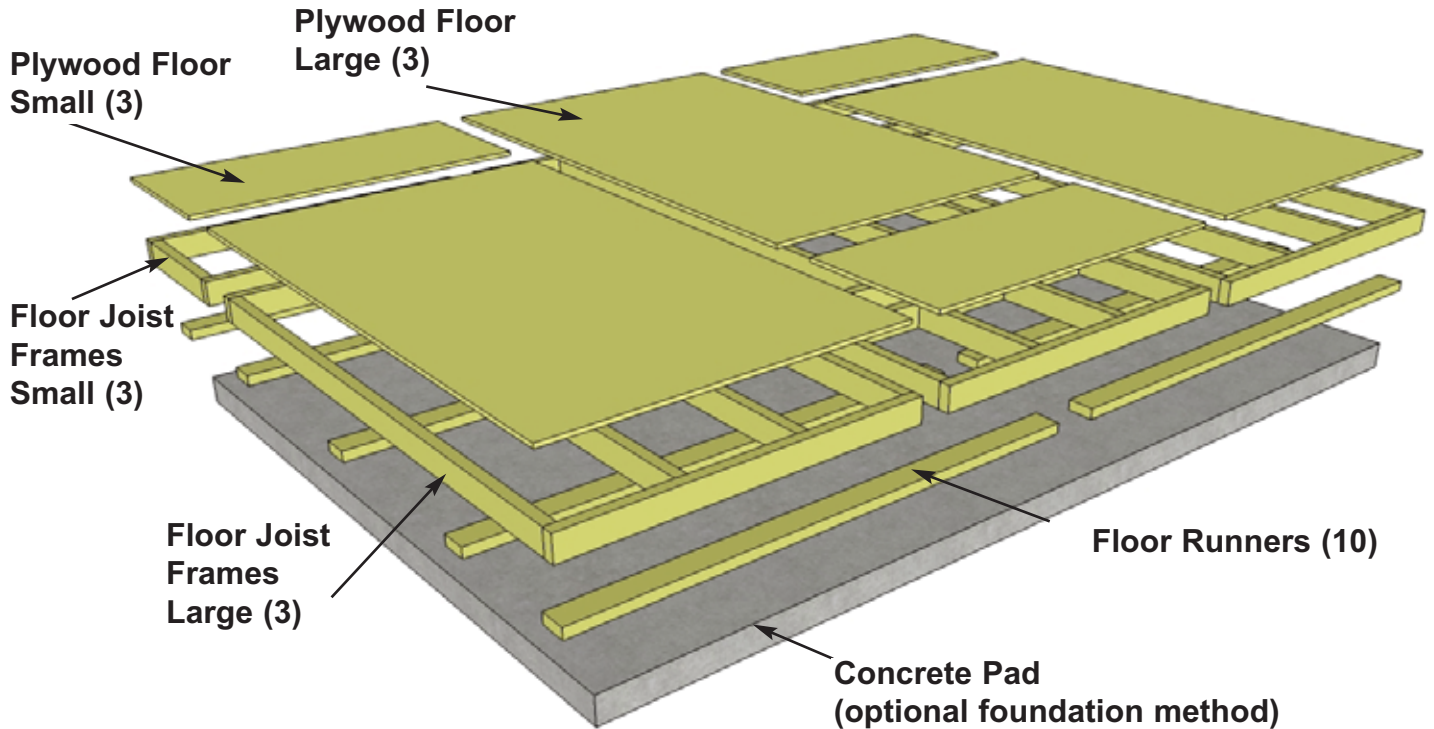 Plywood Floor
Large (3)
Plywood Floor
Small (3)
Floor Joist
Frames
Small (3)
Floor Joist
Frames
Large (3)
Floor Runners (10)
Concrete Pad
(optional foundation method)